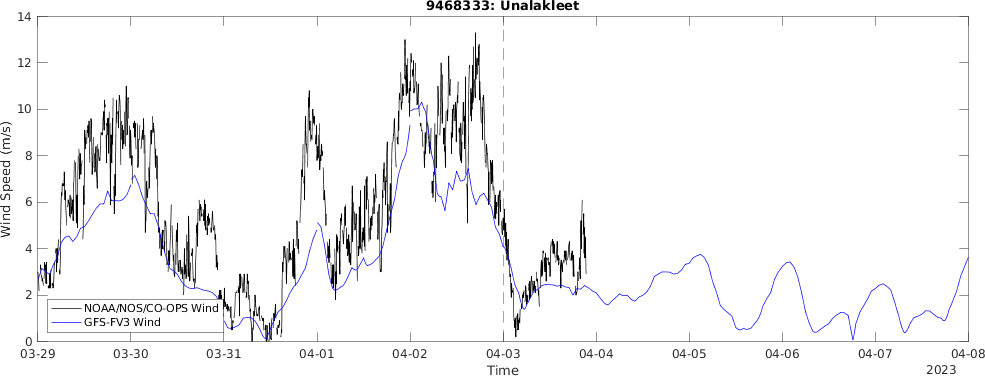 9468333: Unalakleet
Wind Speed (m/s)
14
12
10
8
6
4
2
0
NOAA/NOS/CO-OPS Wind
GFS-FV3 Wind
03-29 03-30 03-31 04-01 04-02 04-03 04-04 04-05 04-06 04-07 04-08
Time
2023